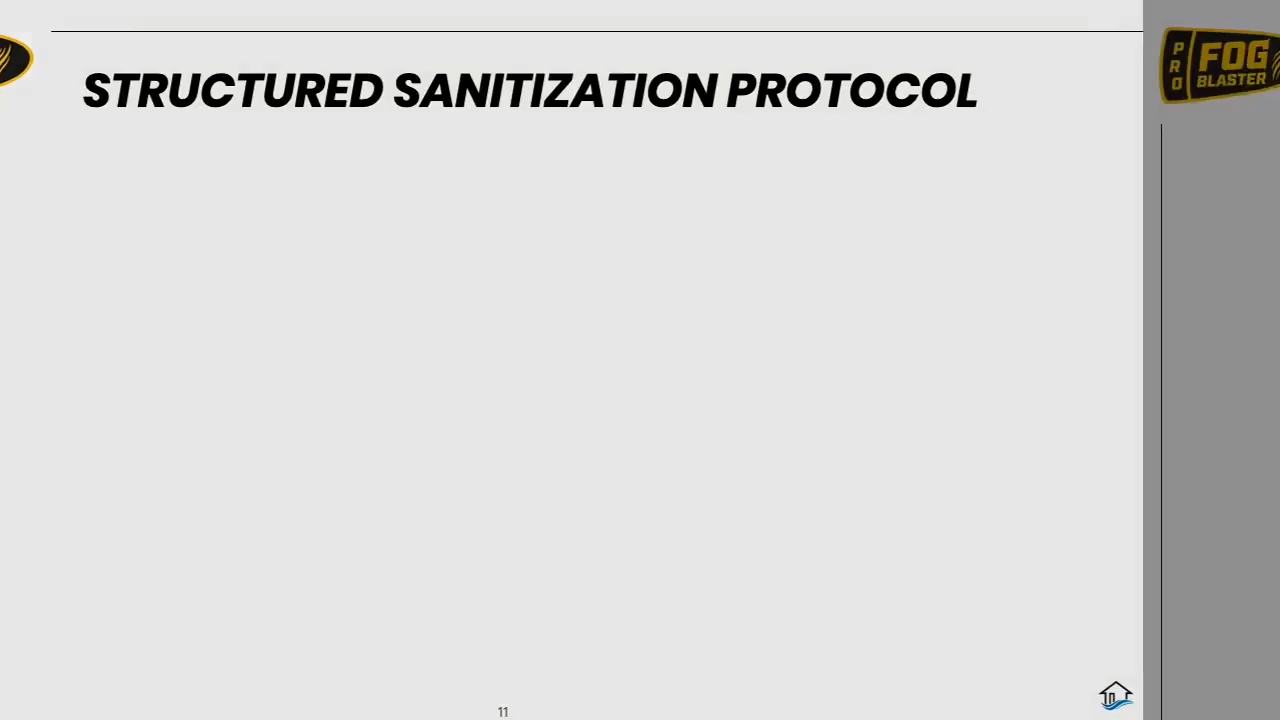 STRUCTURED SANITIZATION PROTOCOL
PRO
FOG
BLASTER
11